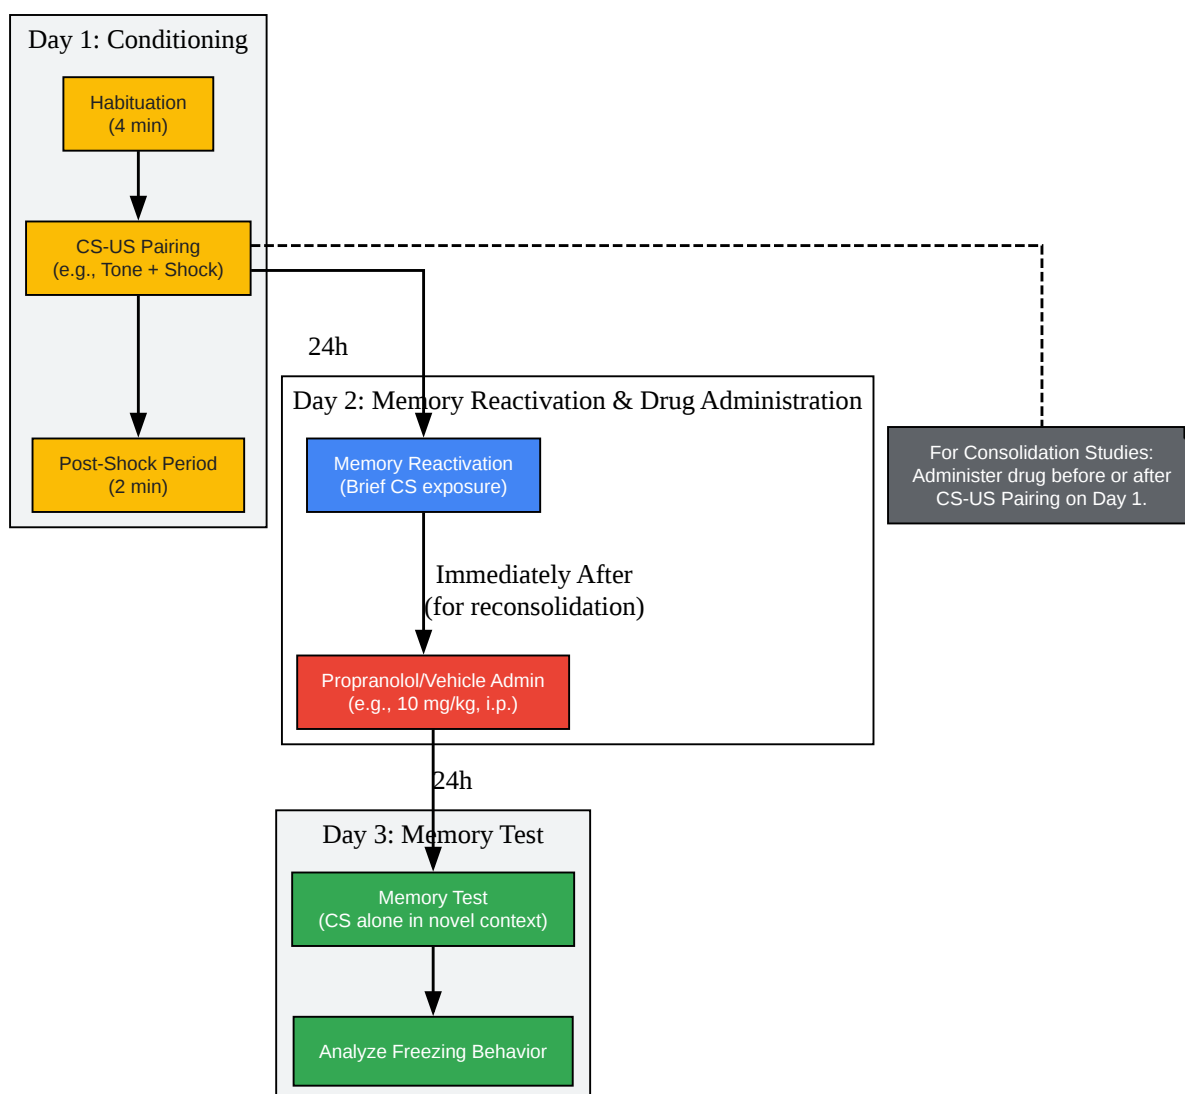 Day 1: Conditioning
Habituation
(4 min)
CS-US Pairing
(e.g., Tone + Shock)
Post-Shock Period
(2 min)
24h
Day 2: Memory Reactivation & Drug Administration
Memory Reactivation
(Brief CS exposure)
Immediately After
(for reconsolidation)
Propranolol/Vehicle Admin
(e.g., 10 mg/kg, i.p.)
For Consolidation Studies:
Administer drug before or after
CS-US Pairing on Day 1.
24h
Day 3: Memory Test
Memory Test
(CS alone in novel context)
Analyze Freezing Behavior